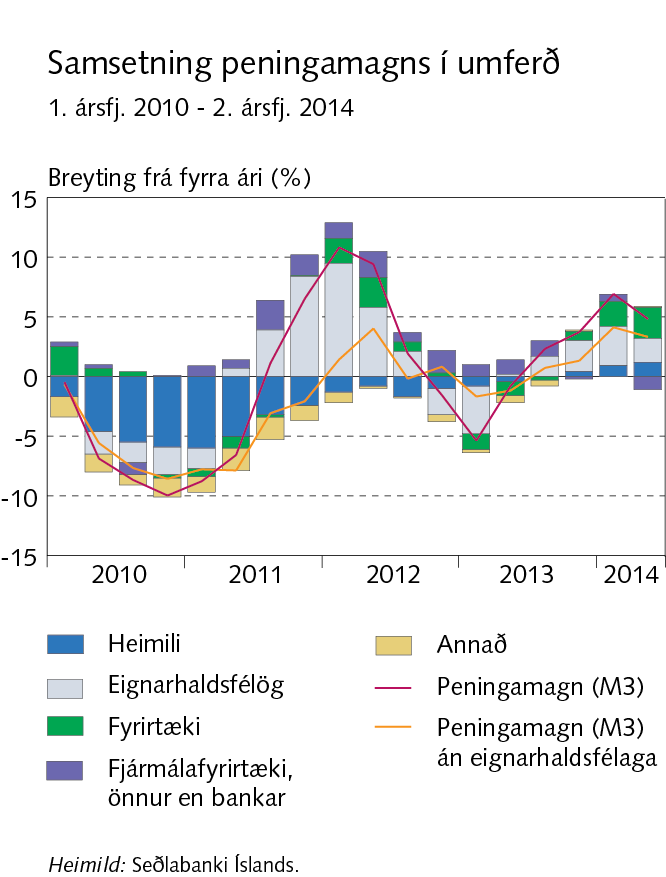 Samsetning peningamagns í umferð
1. ársfj. 2010 - 2. ársfj. 2014
Breyting frá fyrra ári (%)
15
10
5
0
-5
-10
-15
2010 2011 2012 2013 2014
Heimili
Eignarhaldsfélög
Fyrirtæki
Fjármálafyrirtæki,
önnur en bankar
Annað
Peningamagn (M3)
Peningamagn (M3)
án eignarhaldsfélaga
Heimild: Seðlabanki Íslands.